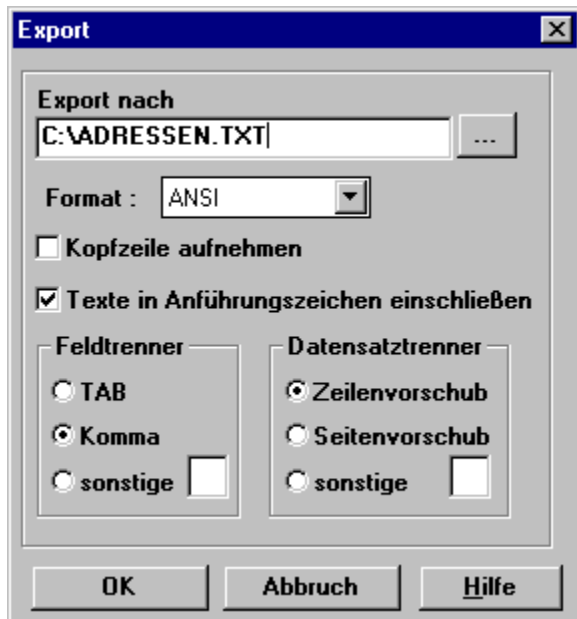 Export
Export nach
C:\ADRESSEN.TXT
...
Format : ANSI
Kopfzeile aufnehmen
Texte in Anführungszeichen einschließen
Feldtrenner Datensatztrenner
TAB Zeilenvorschub
Komma Seitenvorschub
sonstige sonstige
OK Abbruch Hilfe